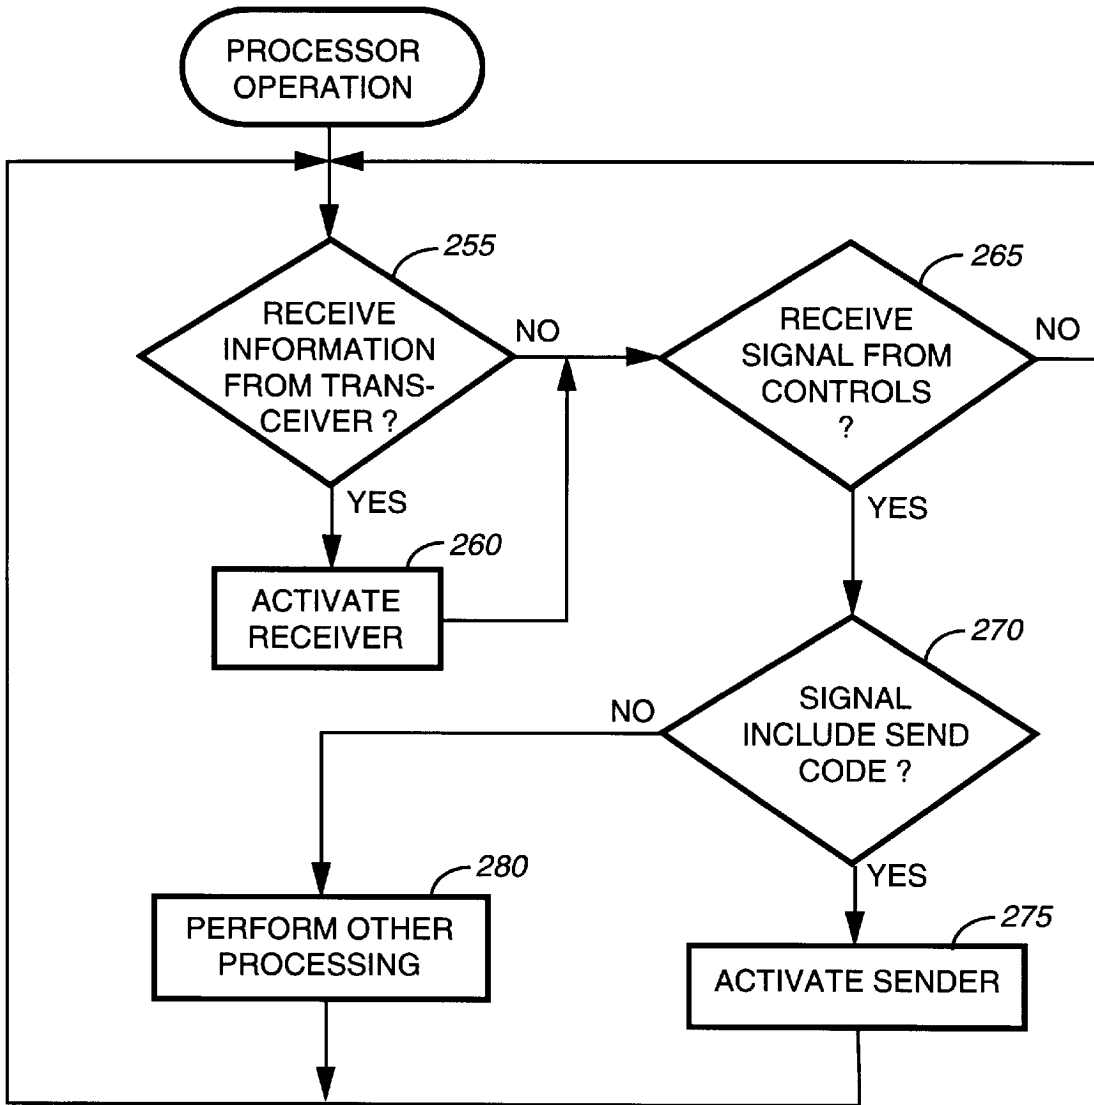 PROCESSOR
OPERATION
255
RECEIVE
INFORMATION
FROM TRANS-
CEIVER ?
NO
YES
265
RECEIVE
SIGNAL FROM
CONTROLS
?
NO
YES
260
ACTIVATE
RECEIVER
270
SIGNAL
INCLUDE SEND
CODE ?
NO
YES
280
PERFORM OTHER
PROCESSING
275
ACTIVATE SENDER